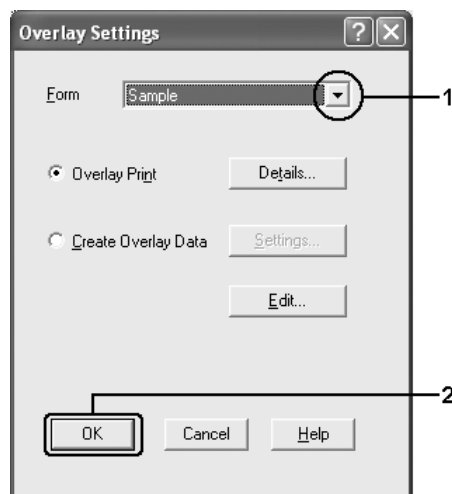 Overlay Settings
Form Sample 1
Overlay Print Details...
Create Overlay Data Settings...
Edit...
2
OK Cancel Help